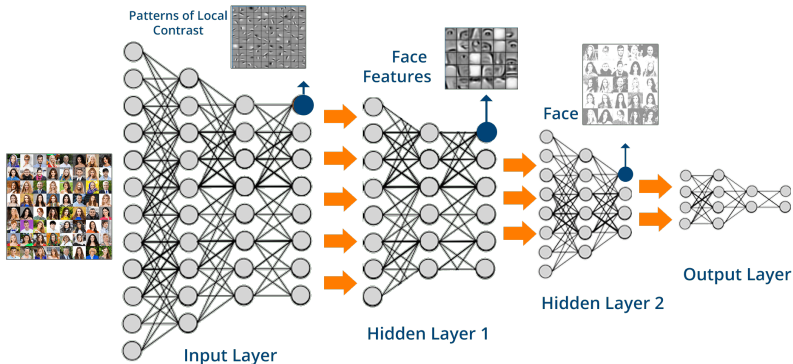 Patterns of Local
Contrast
Face
Features
Face
Input Layer
Hidden Layer 1
Hidden Layer 2
Output Layer